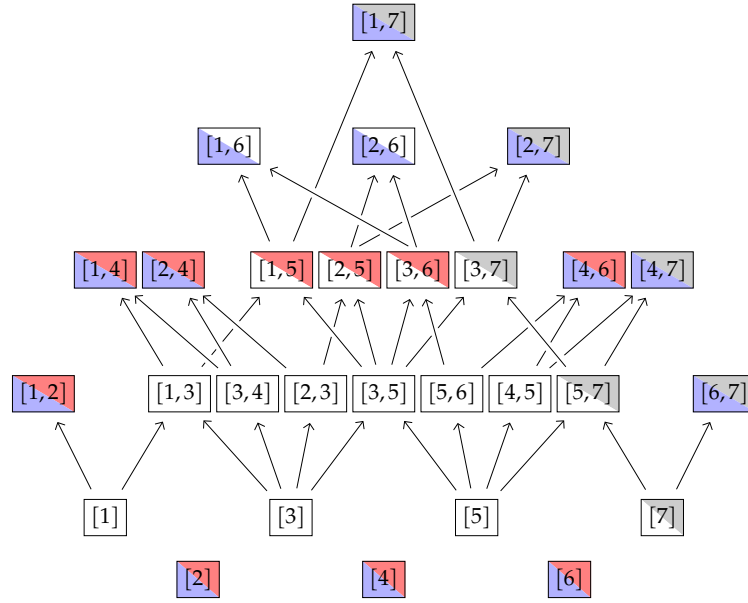 [1, 7]
[1, 6] [2, 6] [2, 7]
[1, 4] [2, 4] [1, 5] [2, 5] [3, 6] [3, 7] [4, 6] [4, 7]
[1, 2] [1, 3] [3, 4] [2, 3] [3, 5] [5, 6] [4, 5] [5, 7] [6, 7]
[1] [3] [5] [7]
[2] [4] [6]